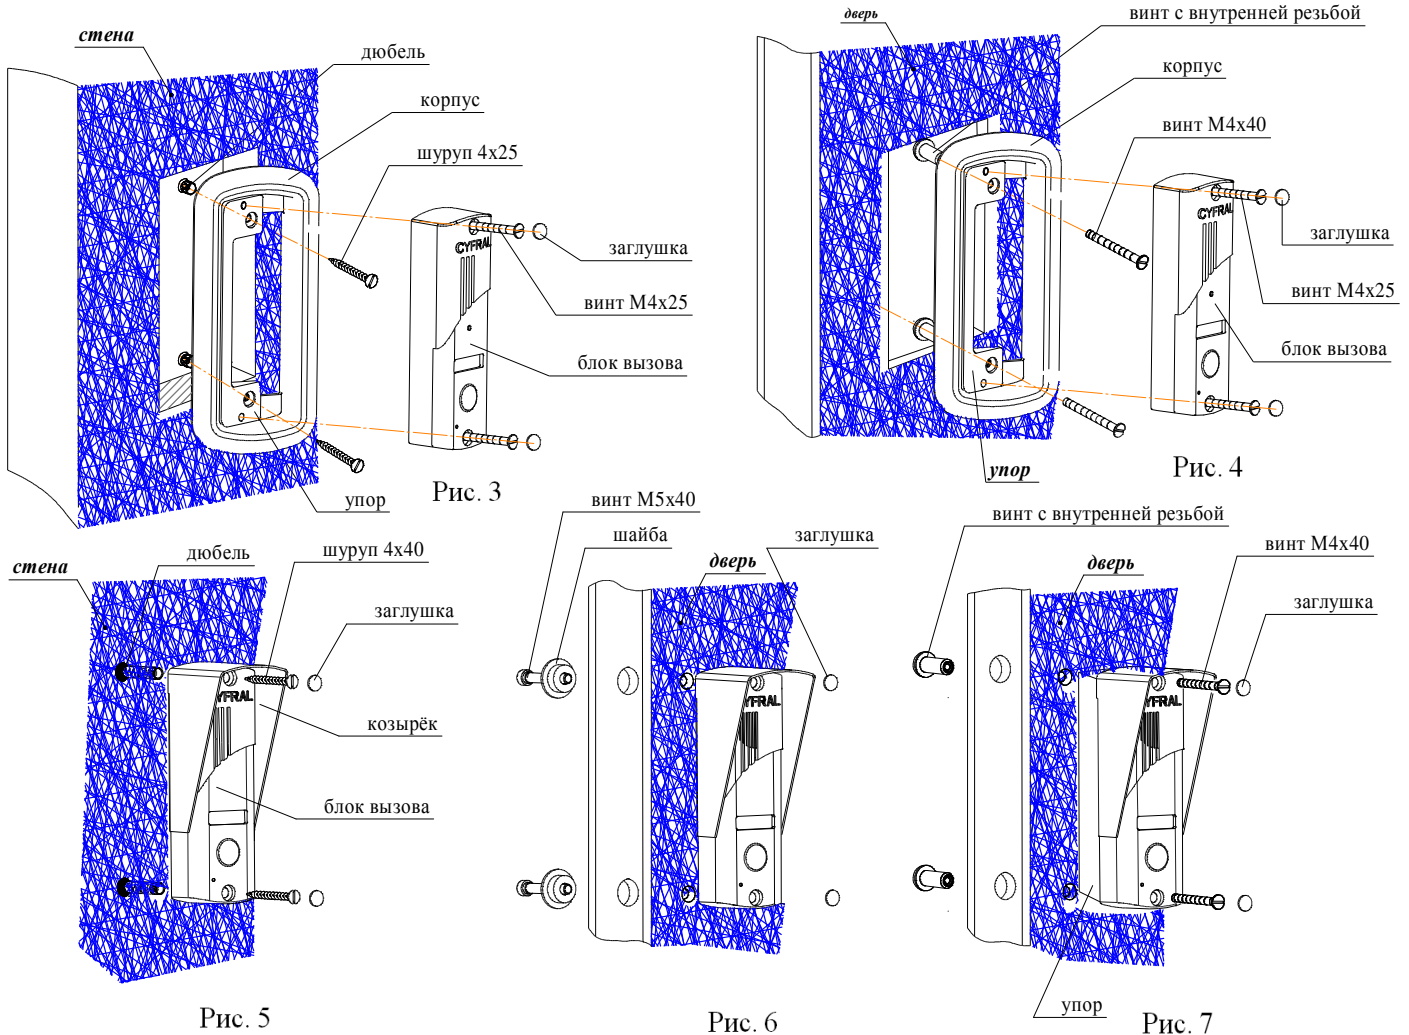 стена
дюбель
корпус
шуруп 4х25
CYFRAL
заглушка
винт М4х25
блок вызова
упор
Рис. 3
дверь
винт с внутренней резьбой
корпус
винт М4х40
CYFRAL
заглушка
винт М4х25
блок вызова
упор
Рис. 4
стена
дюбель
шуруп 4х40
заглушка
YFRAL
козырёк
блок вызова
Рис. 5
винт М5х40
шайба
дверь
заглушка
YFRAL
Рис. 6
винт с внутренней резьбой
дверь
винт М4х40
заглушка
YFRAL
упор
Рис. 7